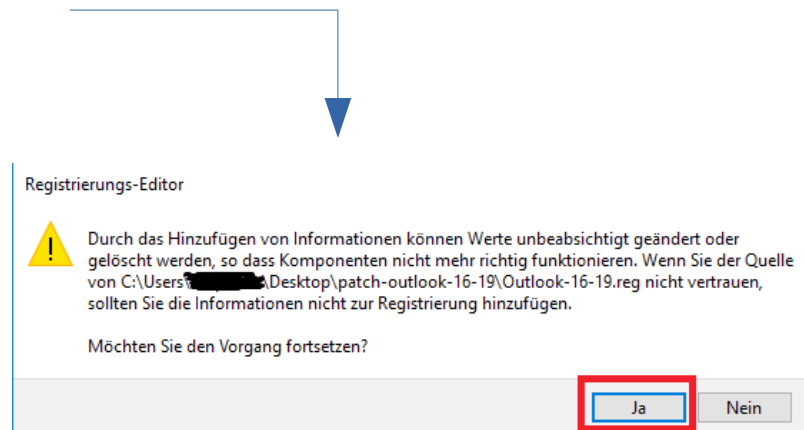 Registrierungs-Editor
Durch das Hinzufügen von Informationen können Werte unbeabsichtigt geändert oder
gelöscht werden, so dass Komponenten nicht mehr richtig funktionieren. Wenn Sie der Quelle
von C:\Users\ \Desktop\patch-outlook-16-19\Outlook-16-19.reg nicht vertrauen,
sollten Sie die Informationen nicht zur Registrierung hinzufügen.
Möchten Sie den Vorgang fortsetzen?
Ja Nein